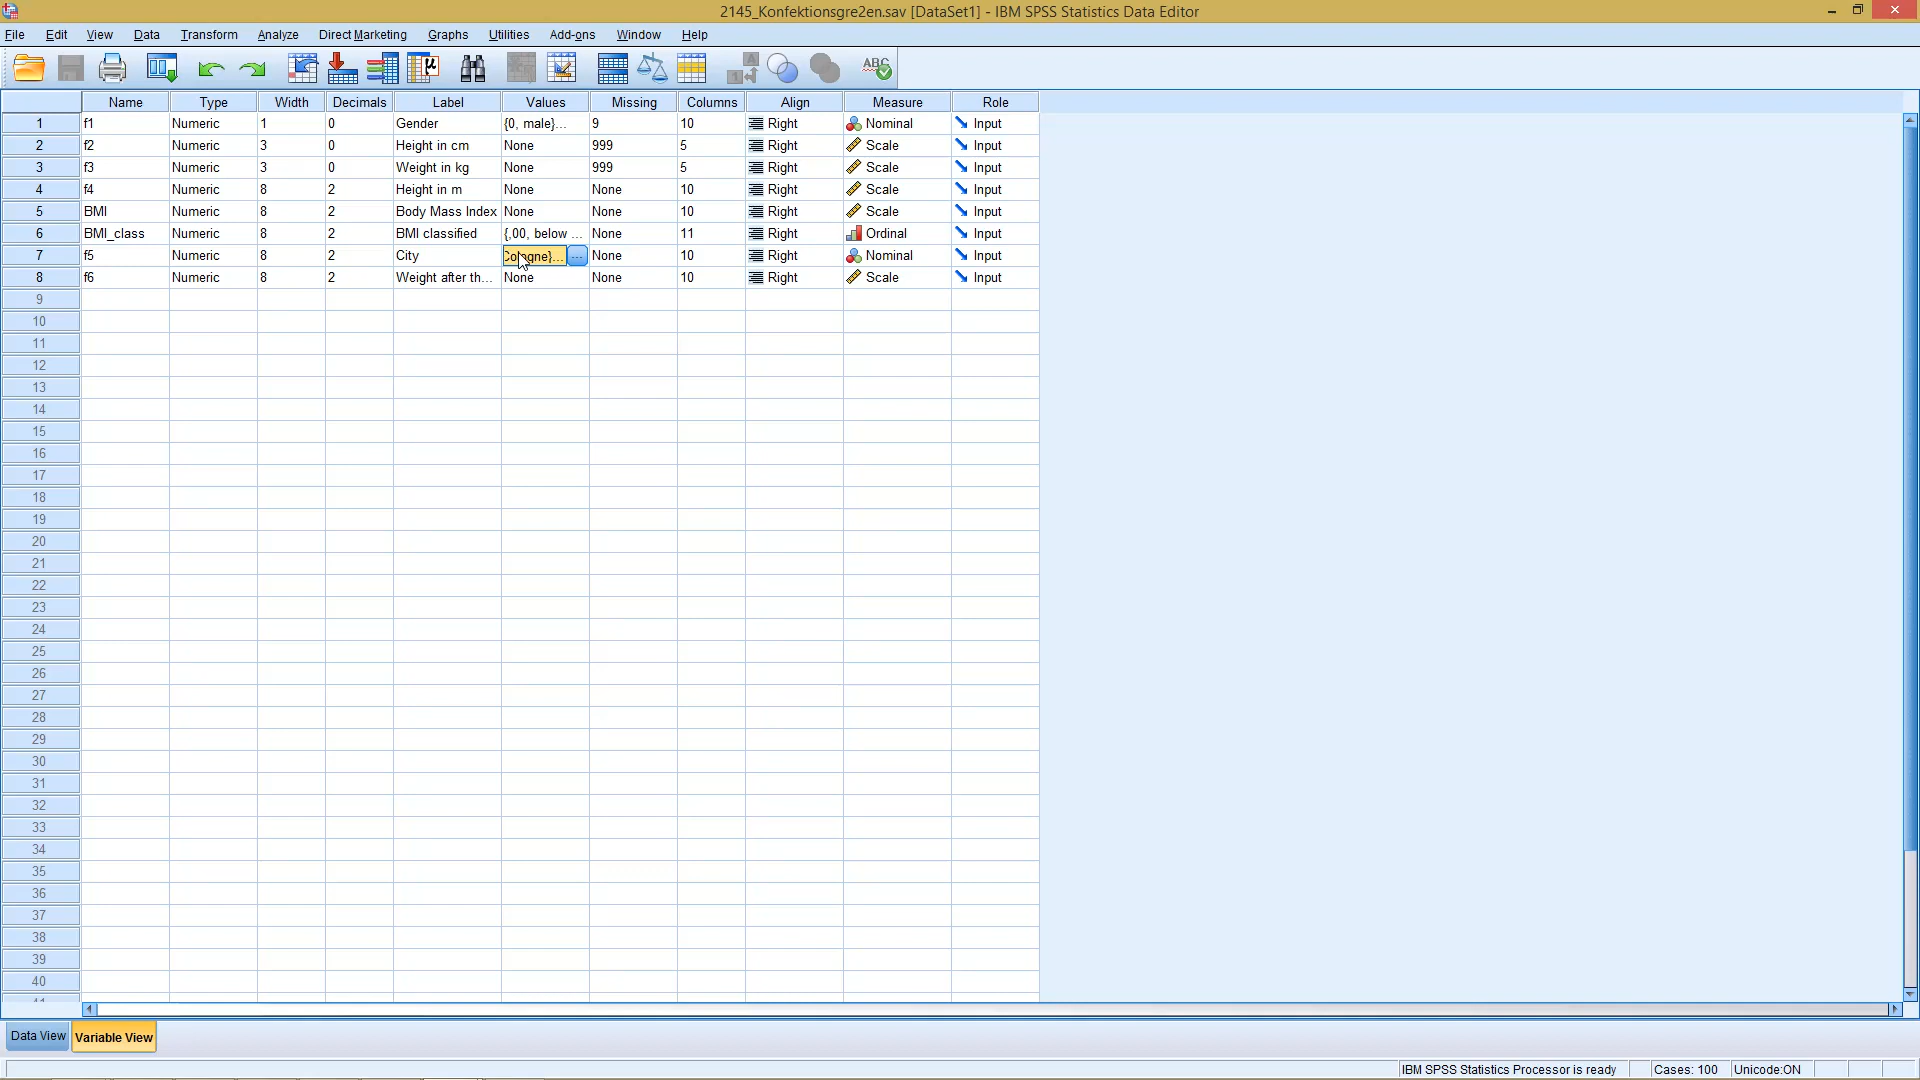 2145_Konfektionsgre2en.sav [DataSet1] - IBM SPSS Statistics Data Editor
File Edit View Data Transform Analyze Direct Marketing Graphs Utilities Add-ons Window Help
Name Type Width Decimals Label Values Missing Columns Align Measure Role
1 f1 Numeric 1 0 Gender {0, male}... 9 10 Right Nominal Input
2 f2 Numeric 3 0 Height in cm None 999 5 Right Scale Input
3 f3 Numeric 3 0 Weight in kg None 999 5 Right Scale Input
4 f4 Numeric 8 2 Height in m None None 10 Right Scale Input
5 BMI Numeric 8 2 Body Mass Index None None 10 Right Scale Input
6 BMI_class Numeric 8 2 BMI classified {,00, below ... None 11 Right Ordinal Input
7 f5 Numeric 8 2 City Cologne}... ... None 10 Right Nominal Input
8 f6 Numeric 8 2 Weight after th... None None 10 Right Scale Input
9
10
11
12
13
14
15
16
17
18
19
20
21
22
23
24
25
26
27
28
29
30
31
32
33
34
35
36
37
38
39
40
Data View Variable View
IBM SPSS Statistics Processor is ready Cases: 100 Unicode:ON